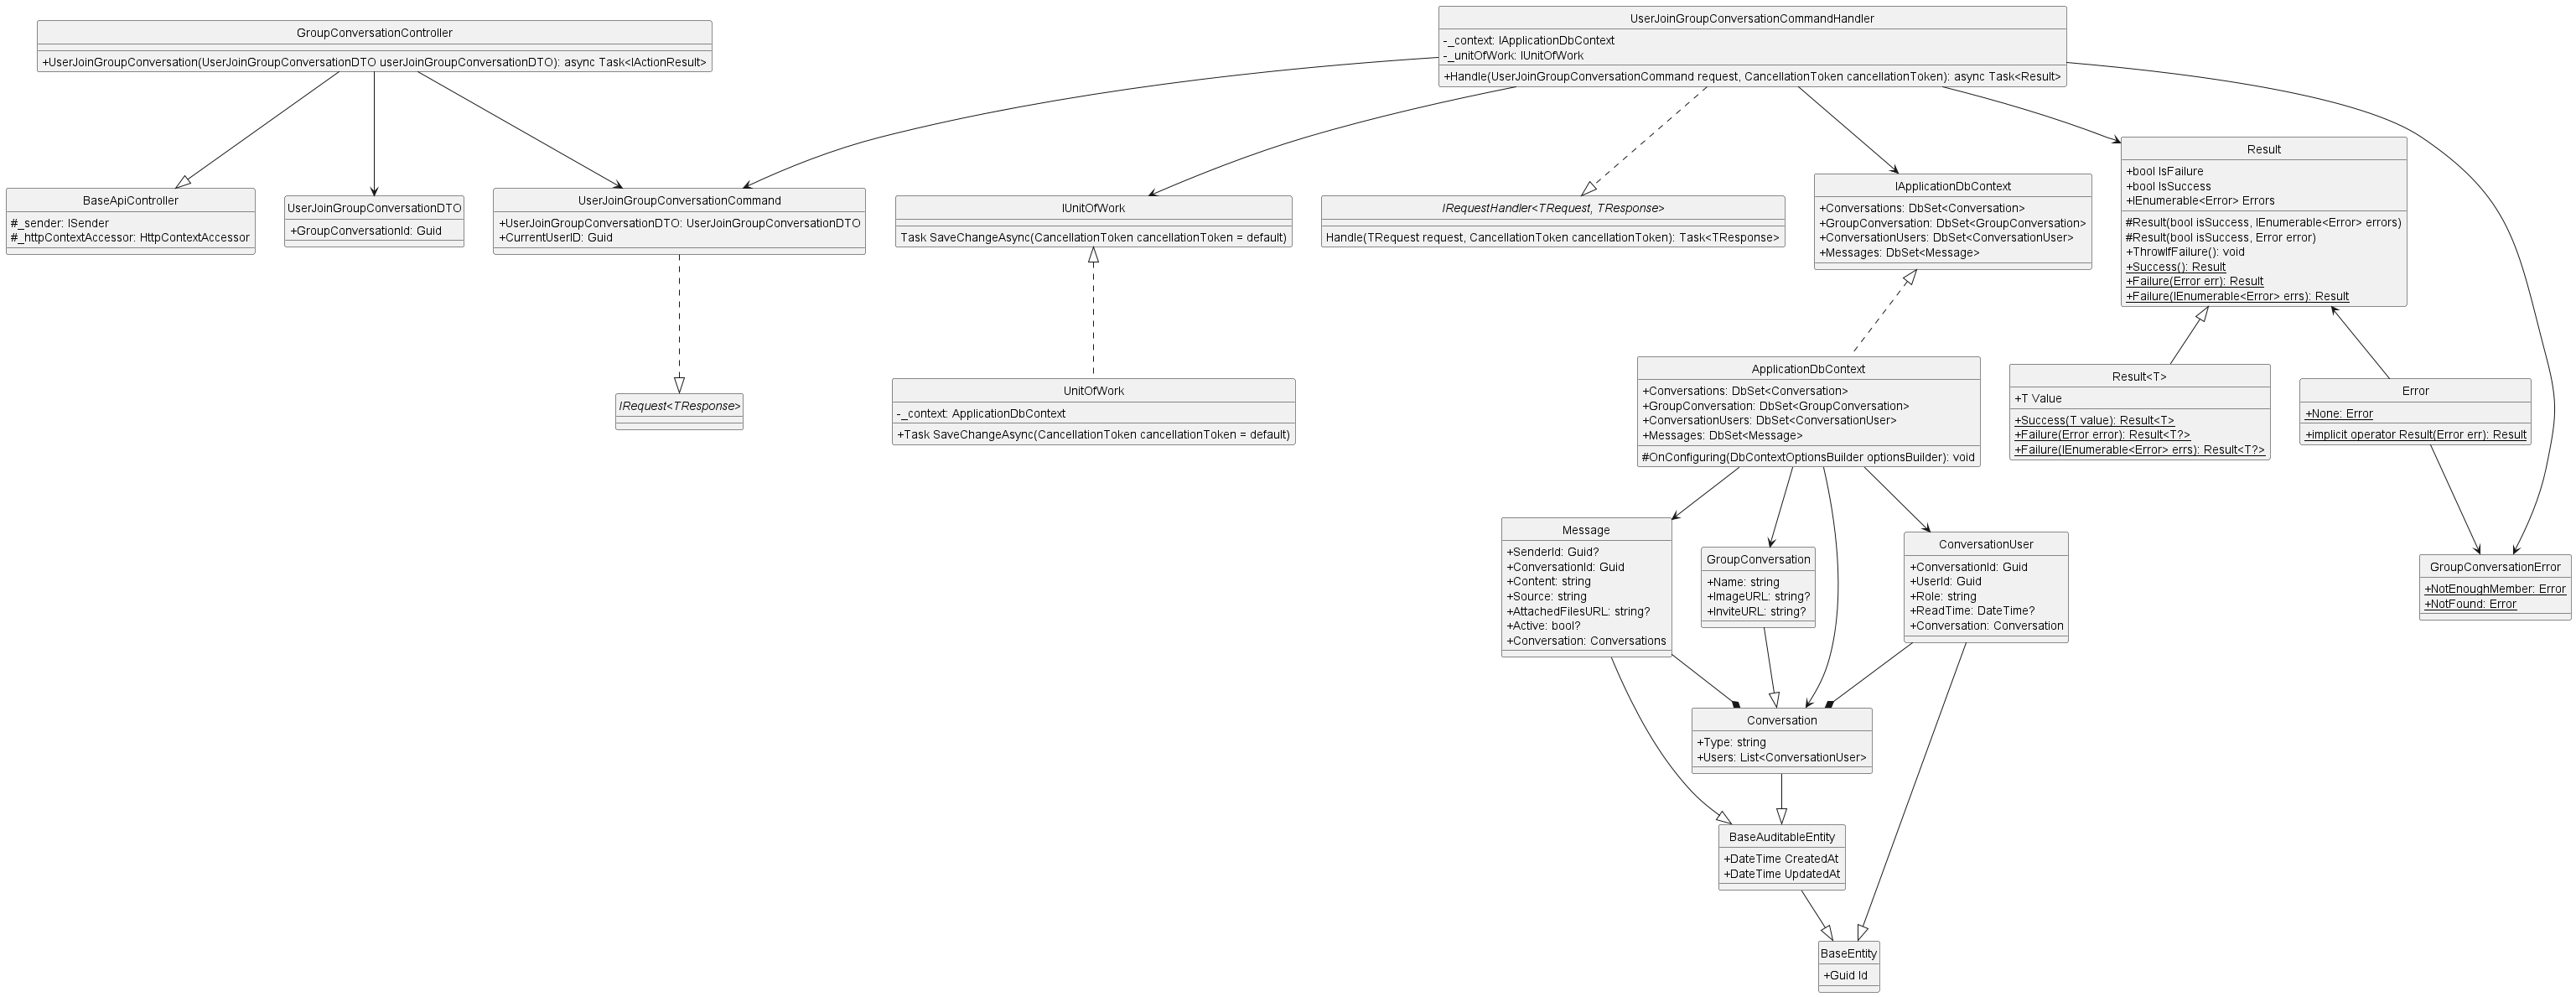 GroupConversationController
+UserJoinGroupConversation(UserJoinGroupConversationDTO userJoinGroupConversationDTO): async Task<IActionResult>
UserJoinGroupConversationCommandHandler
-_context: IApplicationDbContext
-_unitOfWork: IUnitOfWork
+Handle(UserJoinGroupConversationCommand request, CancellationToken cancellationToken): async Task<Result>
BaseApiController
#_sender: ISender
#_httpContextAccessor: HttpContextAccessor
UserJoinGroupConversationDTO
+GroupConversationId: Guid
UserJoinGroupConversationCommand
+UserJoinGroupConversationDTO: UserJoinGroupConversationDTO
+CurrentUserID: Guid
IUnitOfWork
Task SaveChangeAsync(CancellationToken cancellationToken = default)
IRequestHandler<TRequest, TResponse>
Handle(TRequest request, CancellationToken cancellationToken): Task<TResponse>
IApplicationDbContext
+Conversations: DbSet<Conversation>
+GroupConversation: DbSet<GroupConversation>
+ConversationUsers: DbSet<ConversationUser>
+Messages: DbSet<Message>
Result
+bool IsFailure
+bool IsSuccess
+IEnumerable<Error> Errors
#Result(bool isSuccess, IEnumerable<Error> errors)
#Result(bool isSuccess, Error error)
+ThrowIfFailure(): void
+Success(): Result
+Failure(Error err): Result
+Failure(IEnumerable<Error> errs): Result
IRequest<TResponse>
UnitOfWork
-_context: ApplicationDbContext
+Task SaveChangeAsync(CancellationToken cancellationToken = default)
ApplicationDbContext
+Conversations: DbSet<Conversation>
+GroupConversation: DbSet<GroupConversation>
+ConversationUsers: DbSet<ConversationUser>
+Messages: DbSet<Message>
#OnConfiguring(DbContextOptionsBuilder optionsBuilder): void
Result<T>
+T Value
+Success(T value): Result<T>
+Failure(Error error): Result<T?>
+Failure(IEnumerable<Error> errs): Result<T?>
Error
+None: Error
+implicit operator Result(Error err): Result
Message
+SenderId: Guid?
+ConversationId: Guid
+Content: string
+Source: string
+AttachedFilesURL: string?
+Active: bool?
+Conversation: Conversations
GroupConversation
+Name: string
+ImageURL: string?
+InviteURL: string?
ConversationUser
+ConversationId: Guid
+UserId: Guid
+Role: string
+ReadTime: DateTime?
+Conversation: Conversation
GroupConversationError
+NotEnoughMember: Error
+NotFound: Error
Conversation
+Type: string
+Users: List<ConversationUser>
BaseAuditableEntity
+DateTime CreatedAt
+DateTime UpdatedAt
BaseEntity
+Guid Id